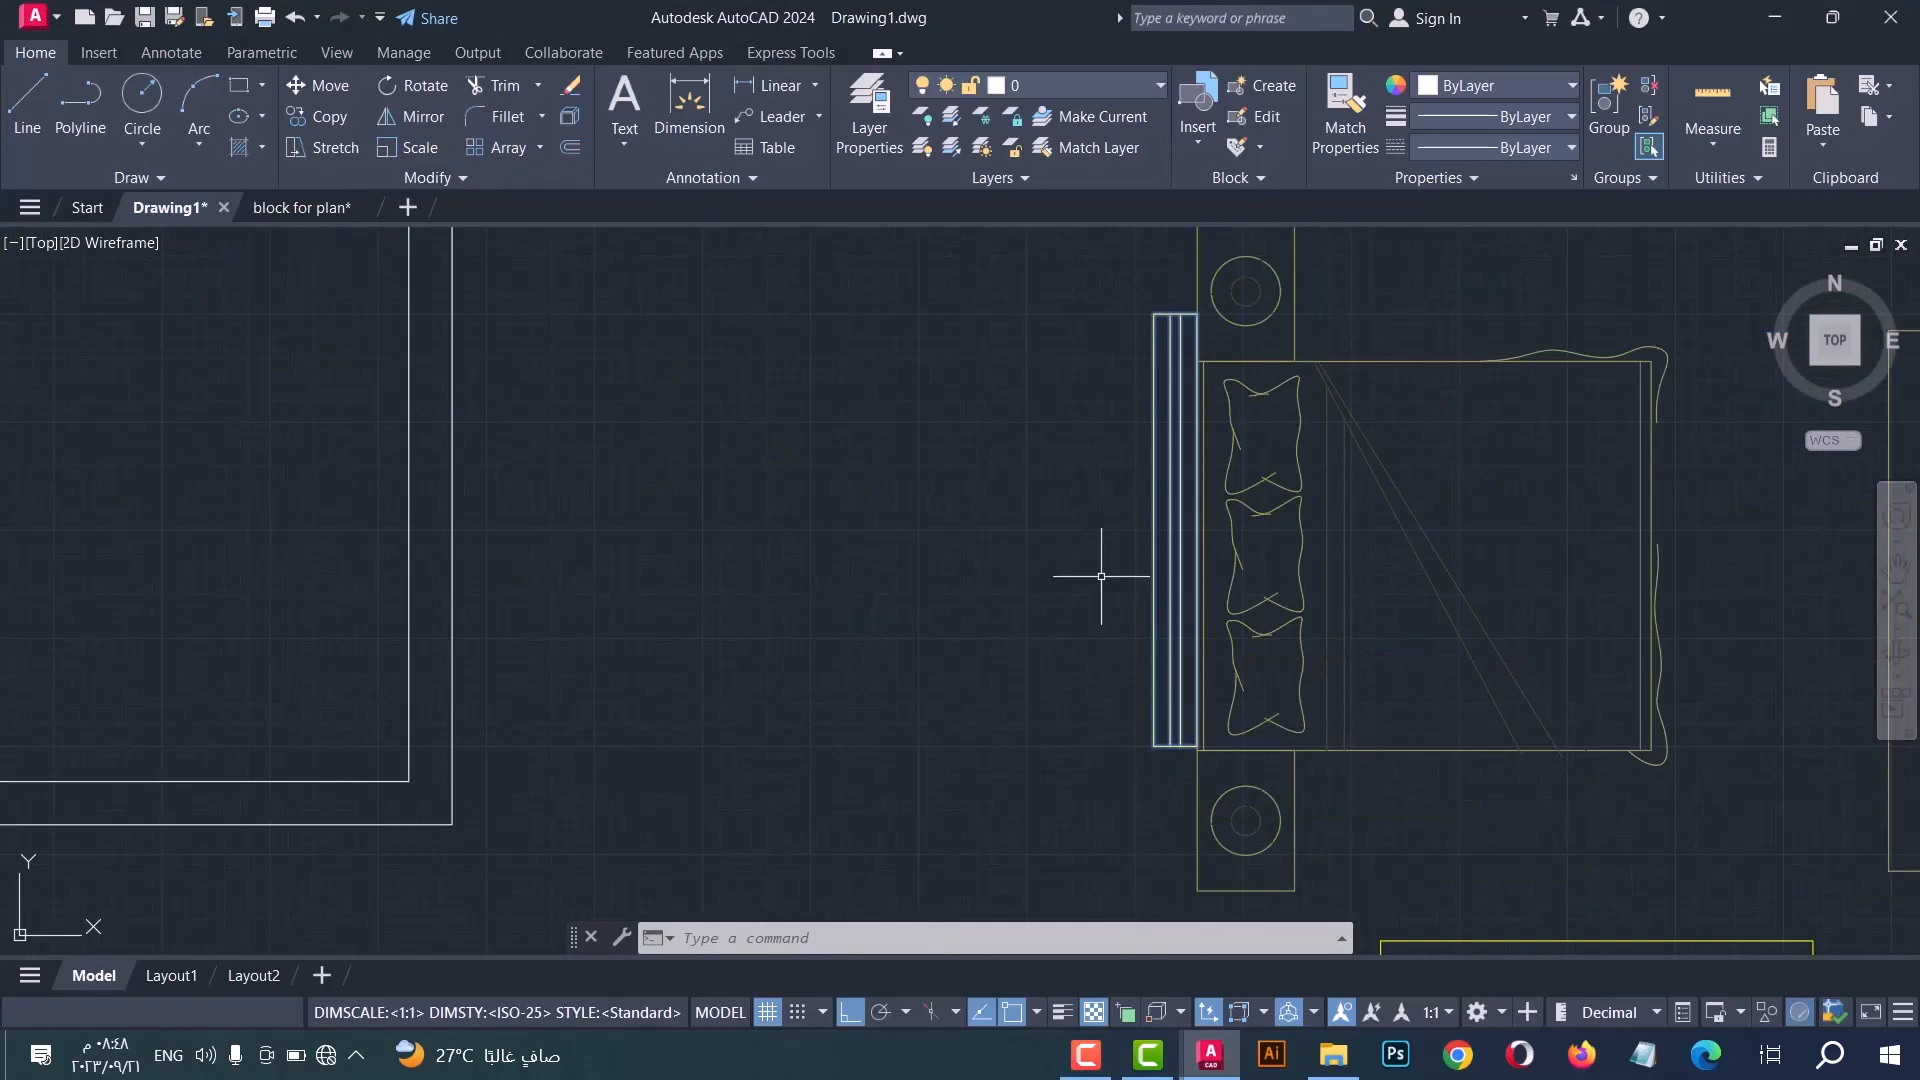 Share
Autodesk AutoCAD 2024 Drawing1.dwg
Type a keyword or phrase
Sign In
Home Insert Annotate Parametric View Manage Output Collaborate Featured Apps Express Tools
Line Polyline Circle Arc
Draw
Move Rotate Trim
Copy Mirror Fillet
Stretch Scale Array
Modify
Text Dimension
Linear
Leader
Table
Annotation
Layer Properties
0
Make Current
Match Layer
Layers
Insert
Create
Edit
Block
Match Properties
ByLayer
ByLayer
ByLayer
Properties
Group
Groups
Measure
Utilities
Paste
Clipboard
Start Drawing1* block for plan*
[−][Top][2D Wireframe]
N
W TOP E
S
WCS
Y
X
Type a command
Model Layout1 Layout2
DIMSCALE:<1:1> DIMSTY:<ISO-25> STYLE:<Standard> MODEL 1:1 Decimal
٠٨:٤٨ م
٢٠٢٣/٠٩/٢١
ENG
27°C صافٍ غالبًا